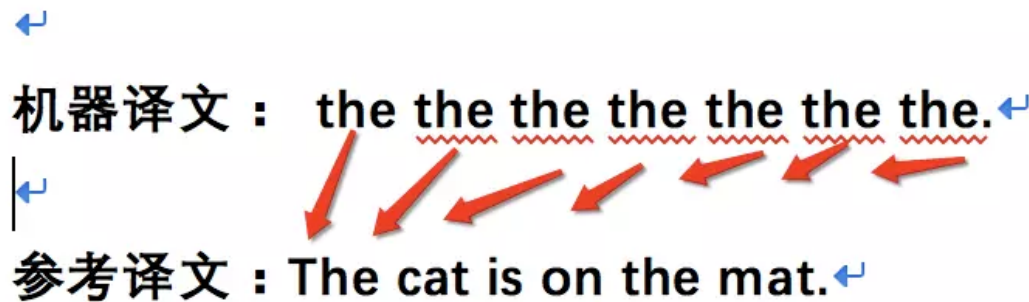 机器译文： the the the the the the the.
参考译文：The cat is on the mat.